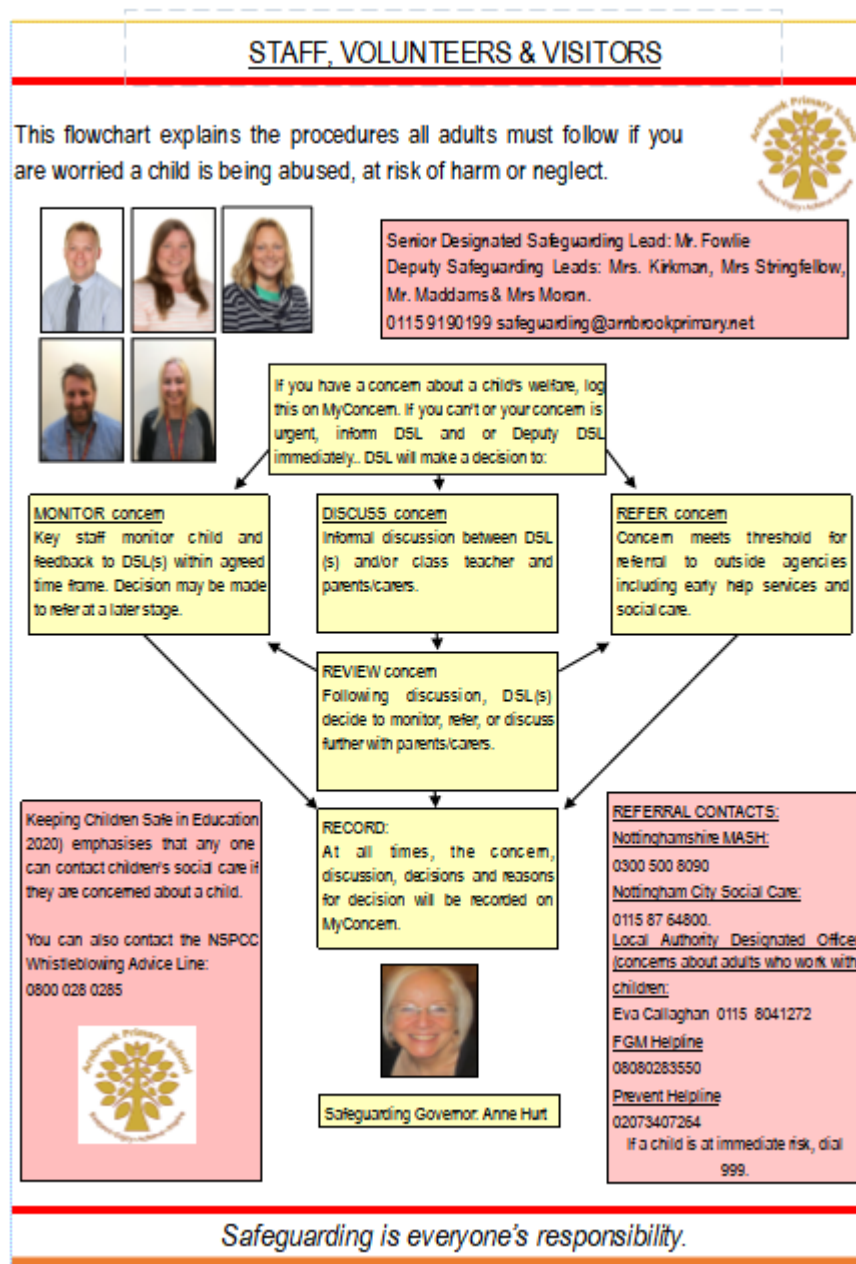 STAFF, VOLUNTEERS & VISITORS
This flowchart explains the procedures all adults must follow if you
are worried a child is being abused, at risk of harm or neglect.
Arnbrook Primary School
Senior Designated Safeguarding Lead: Mr. Fowlie
Deputy Safeguarding Leads: Mrs. Kirkman, Mrs Stringfellow,
Mr. Maddams & Mrs Moran.
0115 9190199 safeguarding@arnbrookprimary.net
If you have a concern about a child's welfare, log
this on MyConcern. If you can't or your concern is
urgent, inform DSL and or Deputy DSL
immediately.. DSL will make a decision to:
MONITOR concern
Key staff monitor child and
feedback to DSL(s) within agreed
time frame. Decision may be made
to refer at a later stage.
DISCUSS concern
Informal discussion between DSL
(s) and/or class teacher and
parents/carers.
REFER concern
Concern meets threshold for
referral to outside agencies
including early help services and
social care.
REVIEW concern
Following discussion, DSL(s)
decide to monitor, refer, or discuss
further with parents/carers.
Keeping Children Safe in Education
2020) emphasises that any one
can contact children's social care if
they are concerned about a child.
You can also contact the NSPCC
Whistleblowing Advice Line:
0800 028 0285
Arnbrook Primary School
RECORD:
At all times, the concern,
discussion, decisions and reasons
for decision will be recorded on
MyConcern.
Safeguarding Governor: Anne Hurt
REFERRAL CONTACTS:
Nottinghamshire MASH:
0300 500 8090
Nottingham City Social Care:
0115 87 64800.
Local Authority Designated Officer
(concerns about adults who work with
children:
Eva Callaghan 0115 8041272
FGM Helpline
08080283550
Prevent Helpline
02073407264
If a child is at immediate risk, dial
999.
Safeguarding is everyone's responsibility.